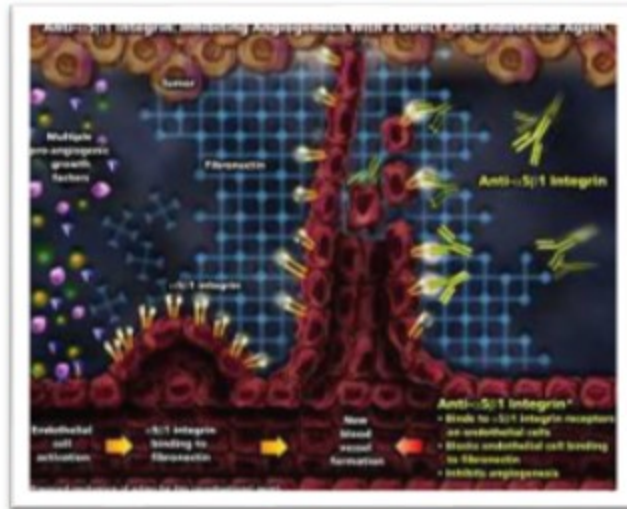 Anti-α5β1 Integrin: Inhibiting Angiogenesis With a Direct Anti-Endothelial Agent
Tumor
Multiple
pro-angiogenic
growth
factors
Fibronectin
Anti-α5β1 Integrin
α5β1 integrin
Endothelial
cell
activation
α5β1 integrin
binding to
fibronectin
New
blood
vessel
formation
Anti-α5β1 Integrin*
• Binds to α5β1 integrin receptors
on endothelial cells
• Blocks endothelial cell binding
to fibronectin
• Inhibits angiogenesis